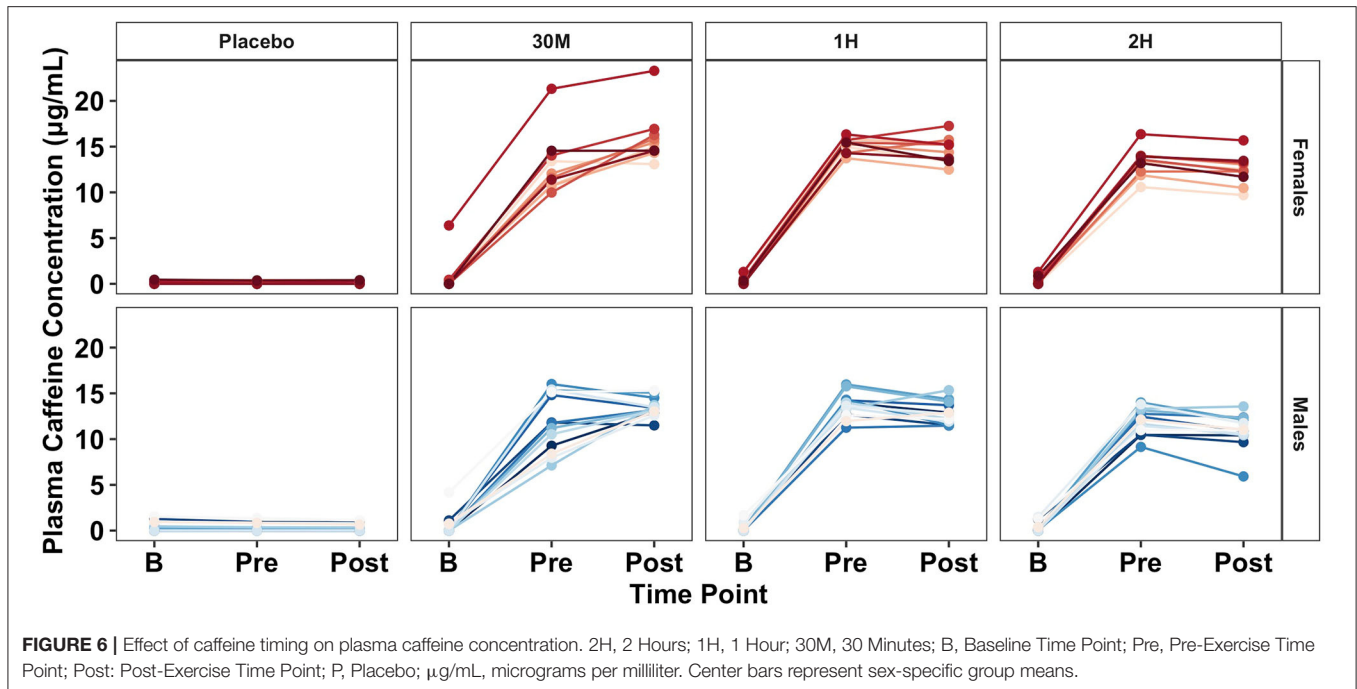 Placebo 30M 1H 2H
Plasma Caffeine Concentration (µg/mL)
20
15
10
5
0
Females
20
15
10
5
0
Males
B Pre Post B Pre Post B Pre Post B Pre Post
Time Point
FIGURE 6 | Effect of caffeine timing on plasma caffeine concentration. 2H, 2 Hours; 1H, 1 Hour; 30M, 30 Minutes; B, Baseline Time Point; Pre, Pre-Exercise Time
Point; Post: Post-Exercise Time Point; P, Placebo; µg/mL, micrograms per milliliter. Center bars represent sex-specific group means.